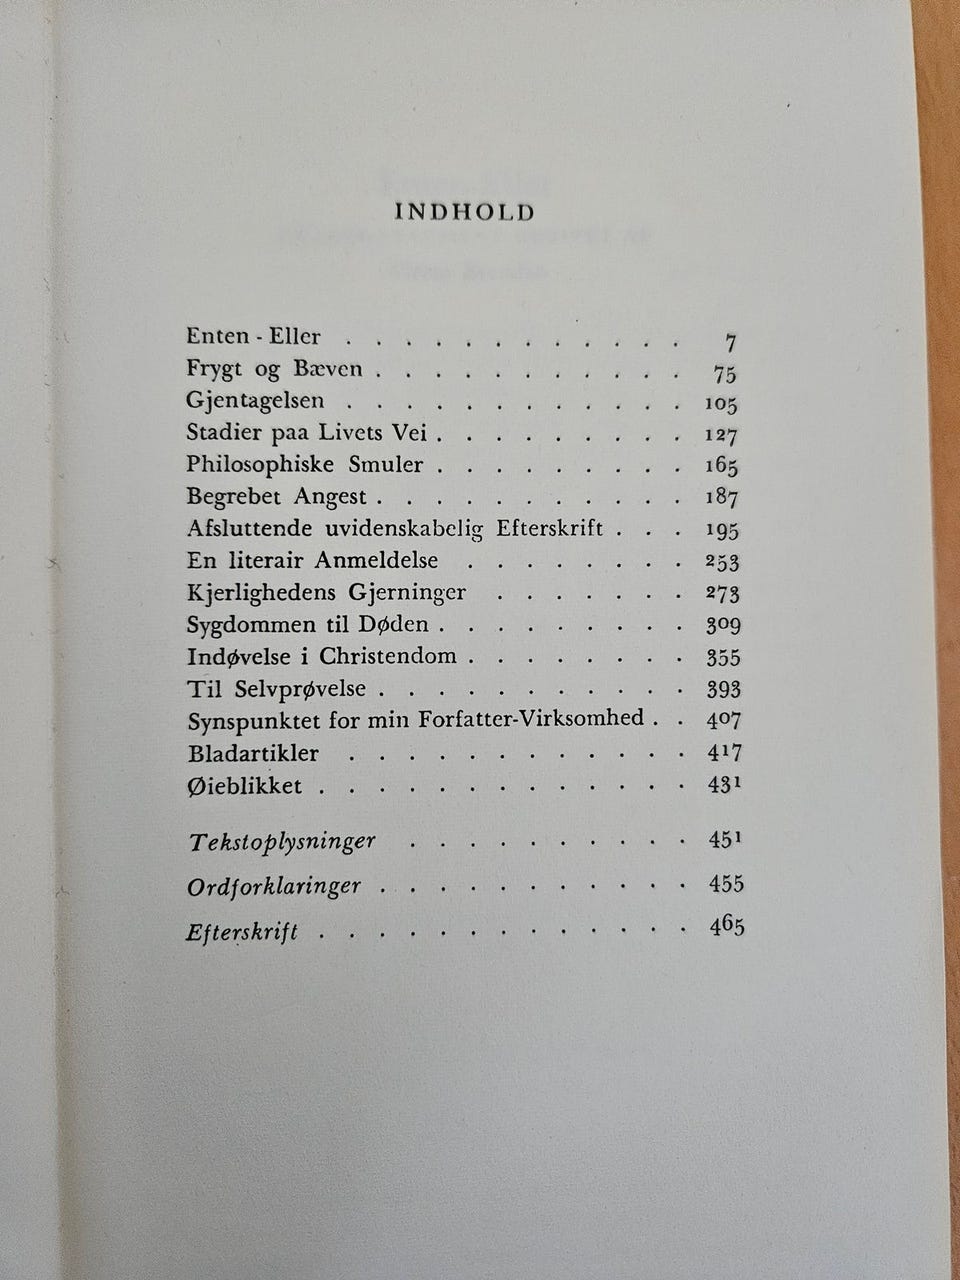 INDHOLD
Enten - Eller . . . . . . . . . . . . 7
Frygt og Bæven . . . . . . . . . . . 75
Gjentagelsen . . . . . . . . . . . . 105
Stadier paa Livets Vei . . . . . . . . . 127
Philosophiske Smuler . . . . . . . . . 165
Begrebet Angest . . . . . . . . . . . 187
Afsluttende uvidenskabelig Efterskrift . . . 195
En literair Anmeldelse . . . . . . . . 253
Kjerlighedens Gjerninger . . . . . . . 273
Sygdommen til Døden . . . . . . . . . 309
Indøvelse i Christendom . . . . . . . . 355
Til Selvprøvelse . . . . . . . . . . . 393
Synspunktet for min Forfatter-Virksomhed . . 407
Bladartikler . . . . . . . . . . . . 417
Øieblikket . . . . . . . . . . . . . 431
Tekstoplysninger . . . . . . . . . . 451
Ordforklaringer . . . . . . . . . . . 455
Efterskrift . . . . . . . . . . . . . 465